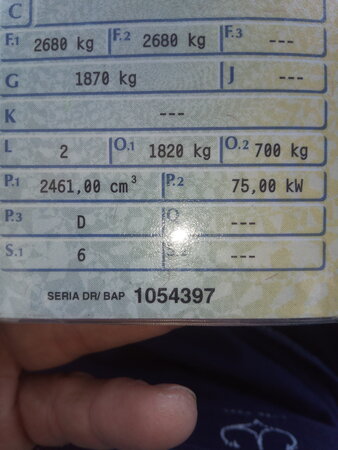 C
F.1 2680 kg F.2 2680 kg F.3 ---
G 1870 kg J ---
K ---
L 2 O.1 1820 kg O.2 700 kg
P.1 2461,00 cm³ P.2 75,00 kW
P.3 D Q ---
S.1 6 ---
SERIA DR/ BAP 1054397